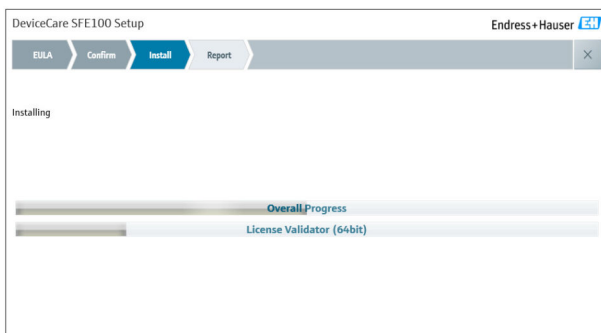 DeviceCare SFE100 Setup
Endress+Hauser EH
EULA
Confirm
Install
Report
Installing
Overall Progress
License Validator (64bit)